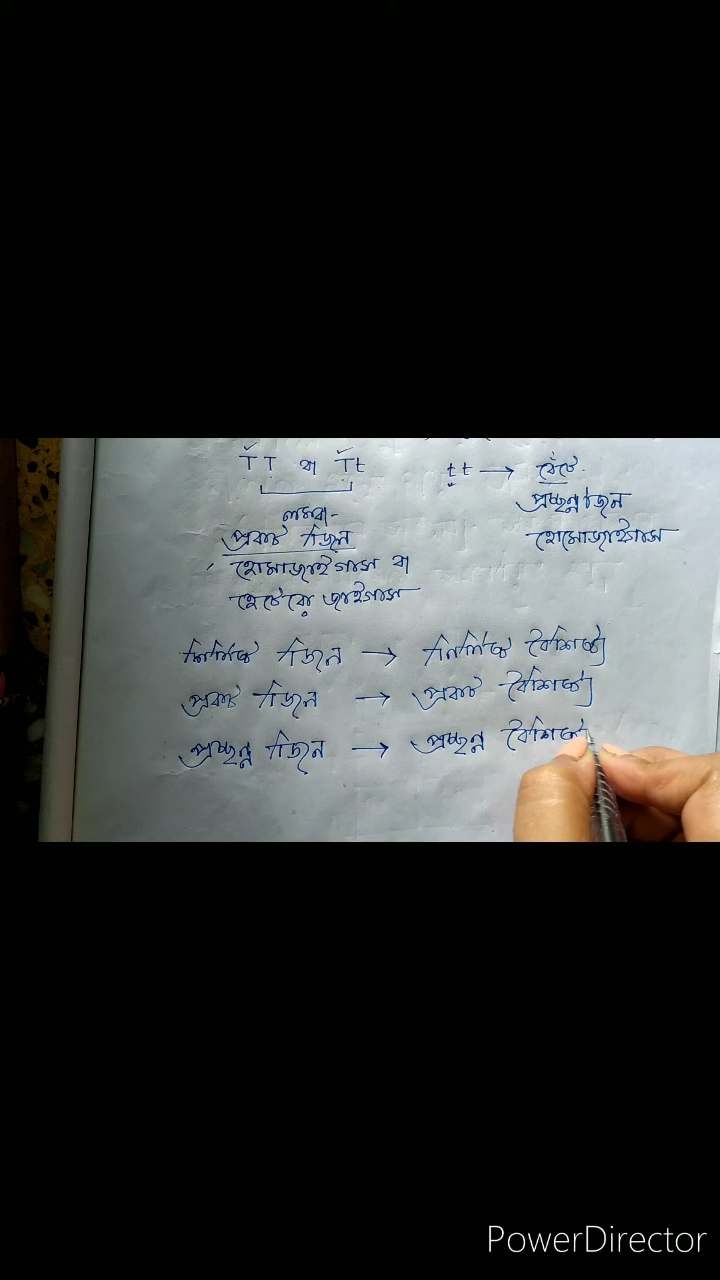 TT বা Tt
tt → বেঁটে
লম্বা
প্রকট জিন
প্রচ্ছন্ন জিন
হোমোজাইগাস বা
হোমোজাইগাস
হেটেরো জাইগাস
নির্দিষ্ট জিন → নির্দিষ্ট বৈশিষ্ট্য
প্রকট জিন → প্রকট বৈশিষ্ট্য
প্রচ্ছন্ন জিন → প্রচ্ছন্ন বৈশিষ্ট্য
PowerDirector